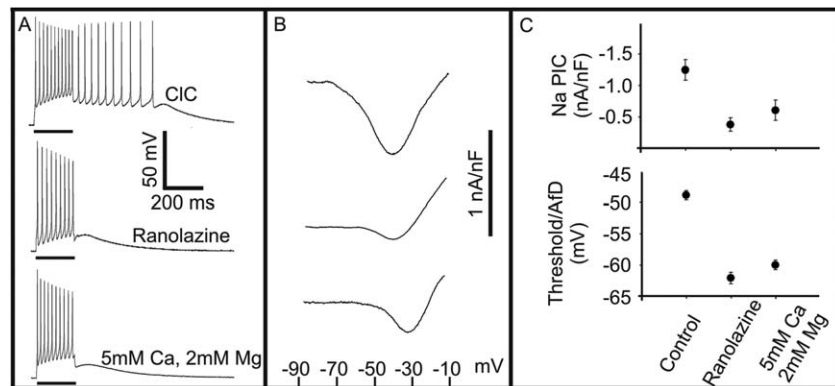 A
ClC
50 mV
200 ms
Ranolazine
5mM Ca, 2mM Mg
B
1 nA/nF
-90 -70 -50 -30 -10 mV
C
Na PIC
(nA/nF)
-1.5
-1.0
-0.5
Threshold/AfD
(mV)
-45
-50
-55
-60
-65
Control
Ranolazine
5mM Ca
2mM Mg